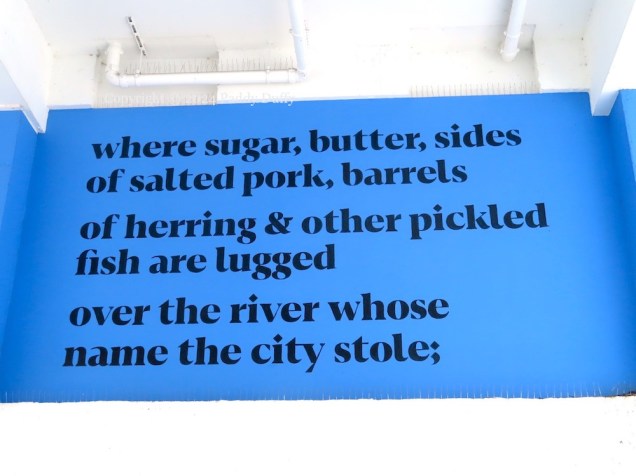 where sugar, butter, sides
of salted pork, barrels
of herring & other pickled
fish are lugged
over the river whose
name the city stole;